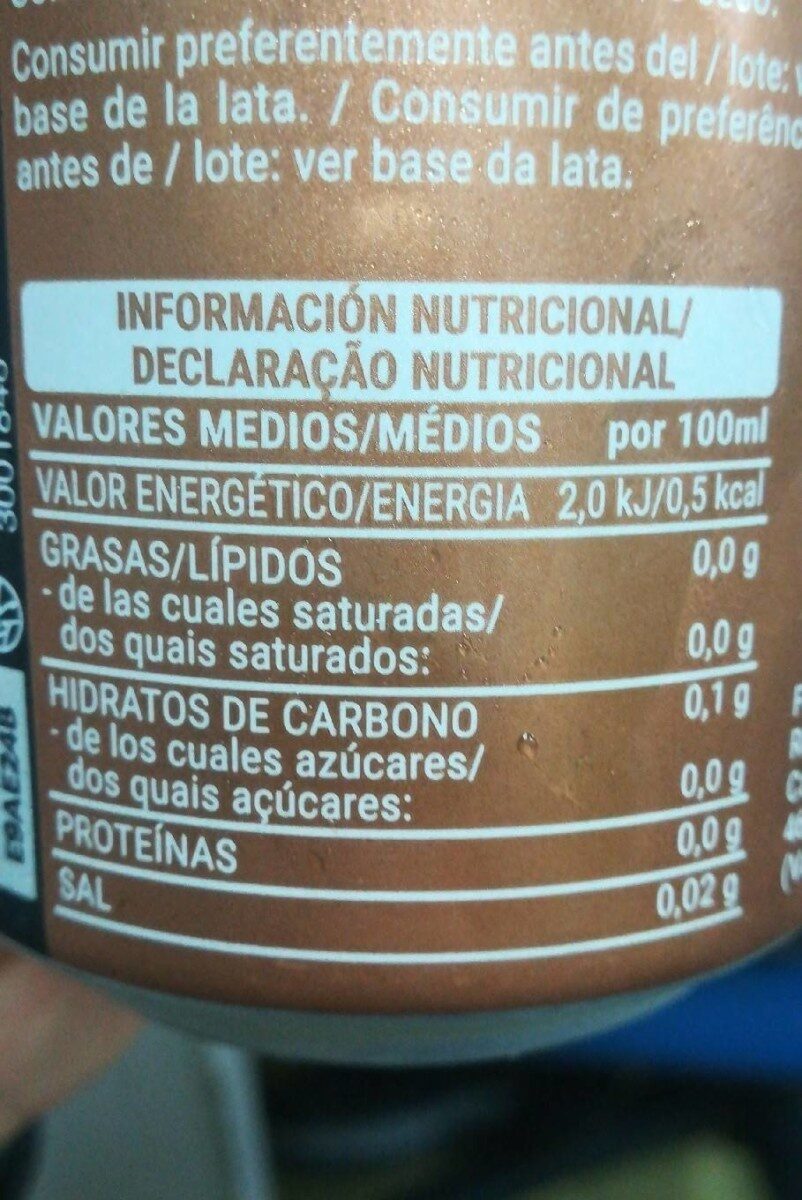 Consumir preferentemente antes del / lote:
base de la lata. / Consumir de
antes de / lote: ver base da lata.
INFORMACIÓN NUTRICIONAL/
DECLARAÇÃO NUTRICIONAL
VALORES MEDIOS/MÉDIOS por 100ml
VALOR ENERGÉTICO/ENERGIA 2,0 kJ/0,5 kcal
GRASAS/LÍPIDOS 0,0 g
- de las cuales saturadas/
dos quais saturados: 0,0 g
HIDRATOS DE CARBONO 0,1 g
- de los cuales azúcares/
dos quais açúcares: 0,0 g
PROTEÍNAS 0,0 g
SAL 0,02 g
E9AE24B